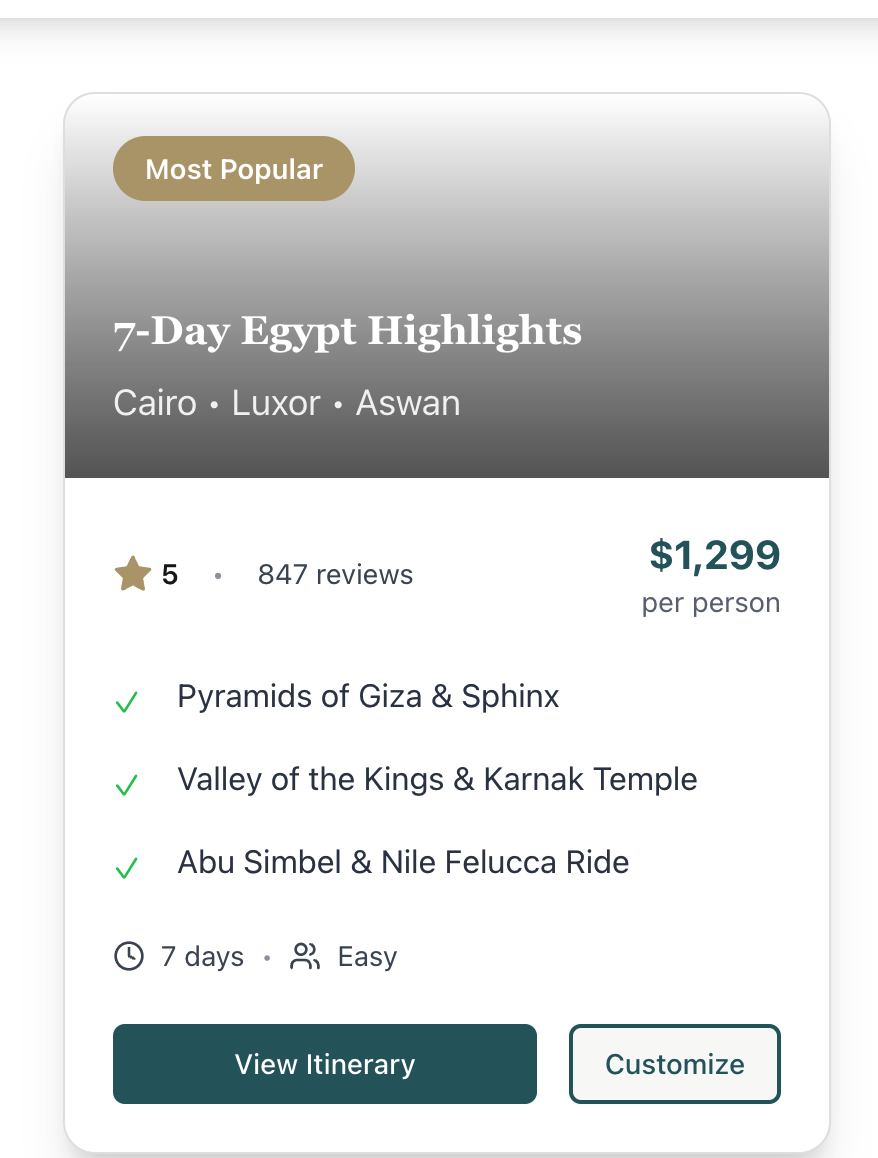 Most Popular
7-Day Egypt Highlights
Cairo • Luxor • Aswan
5 • 847 reviews
$1,299
per person
Pyramids of Giza & Sphinx
Valley of the Kings & Karnak Temple
Abu Simbel & Nile Felucca Ride
7 days • Easy
View Itinerary
Customize